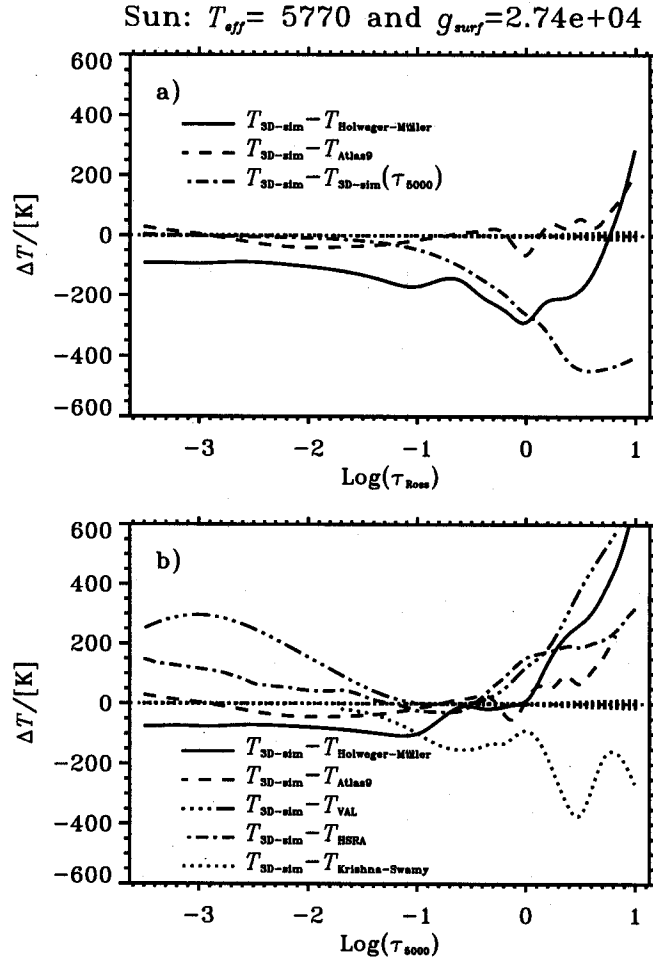 Sun: T_eff= 5770 and g_surf=2.74e+04
600
400
200
0
-200
-400
-600
ΔT/[K]
a)
T_3D-sim−T_Holweger-Müller
T_3D-sim−T_Atlas9
T_3D-sim−T_3D-sim(τ_5000)
-3 -2 -1 0 1
Log(τ_Ross)
600
400
200
0
-200
-400
-600
ΔT/[K]
b)
T_3D-sim−T_Holweger-Müller
T_3D-sim−T_Atlas9
T_3D-sim−T_VAL
T_3D-sim−T_HSRA
T_3D-sim−T_Krishna-Swamy
-3 -2 -1 0 1
Log(τ_5000)